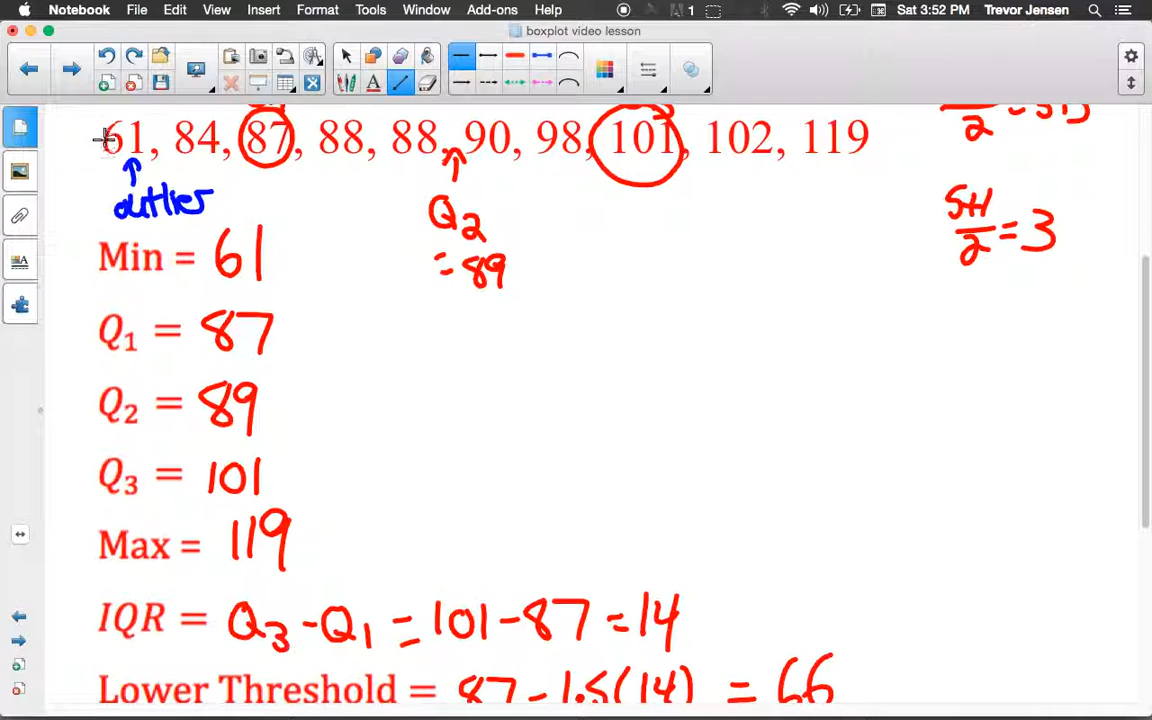 Notebook File Edit View Insert Format Tools Window Add-ons Help 1 Sat 3:52 PM Trevor Jensen
boxplot video lesson
61, 84, 87, 88, 88, 90, 98, 101, 102, 119
2
outlier
Q2
= 89
5+1
2
= 3
Min = 61
Q1 = 87
Q2 = 89
Q3 = 101
Max = 119
IQR = Q3 - Q1 = 101 - 87 = 14
Lower Threshold = 87 - 1.5(14) = 66